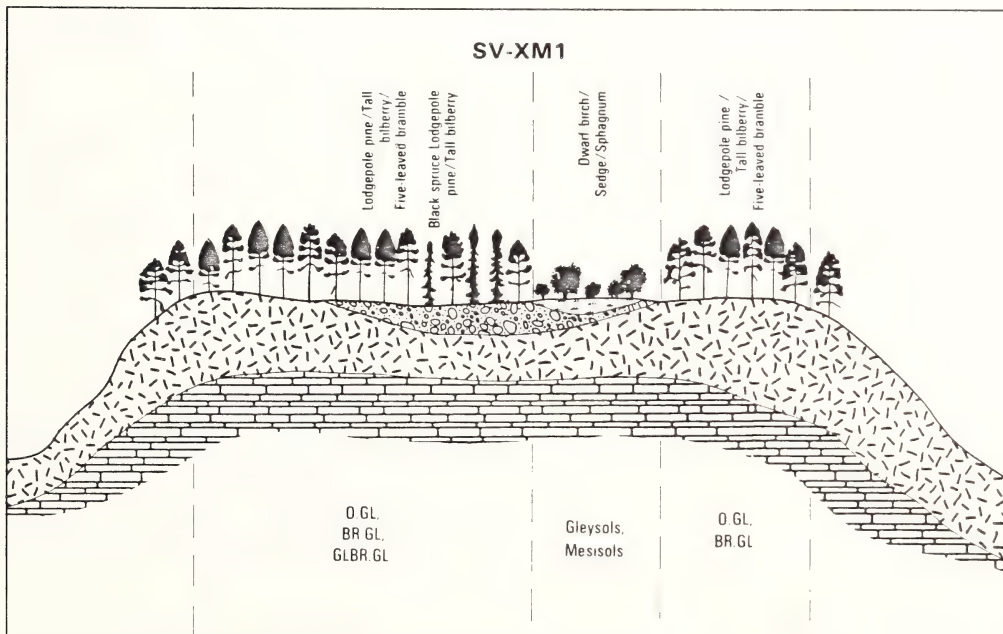 SV-XM1
Lodgepole pine/Tall
bilberry/
Five-leaved bramble
Black spruce Lodgepole
pine/Tall bilberry
Dwarf birch/
Sedge/Sphagnum
Lodgepole pine/
Tall bilberry/
Five-leaved bramble
O.GL,
BR.GL,
GLBR.GL
Gleysols,
Mesisols
O.GL,
BR.GL